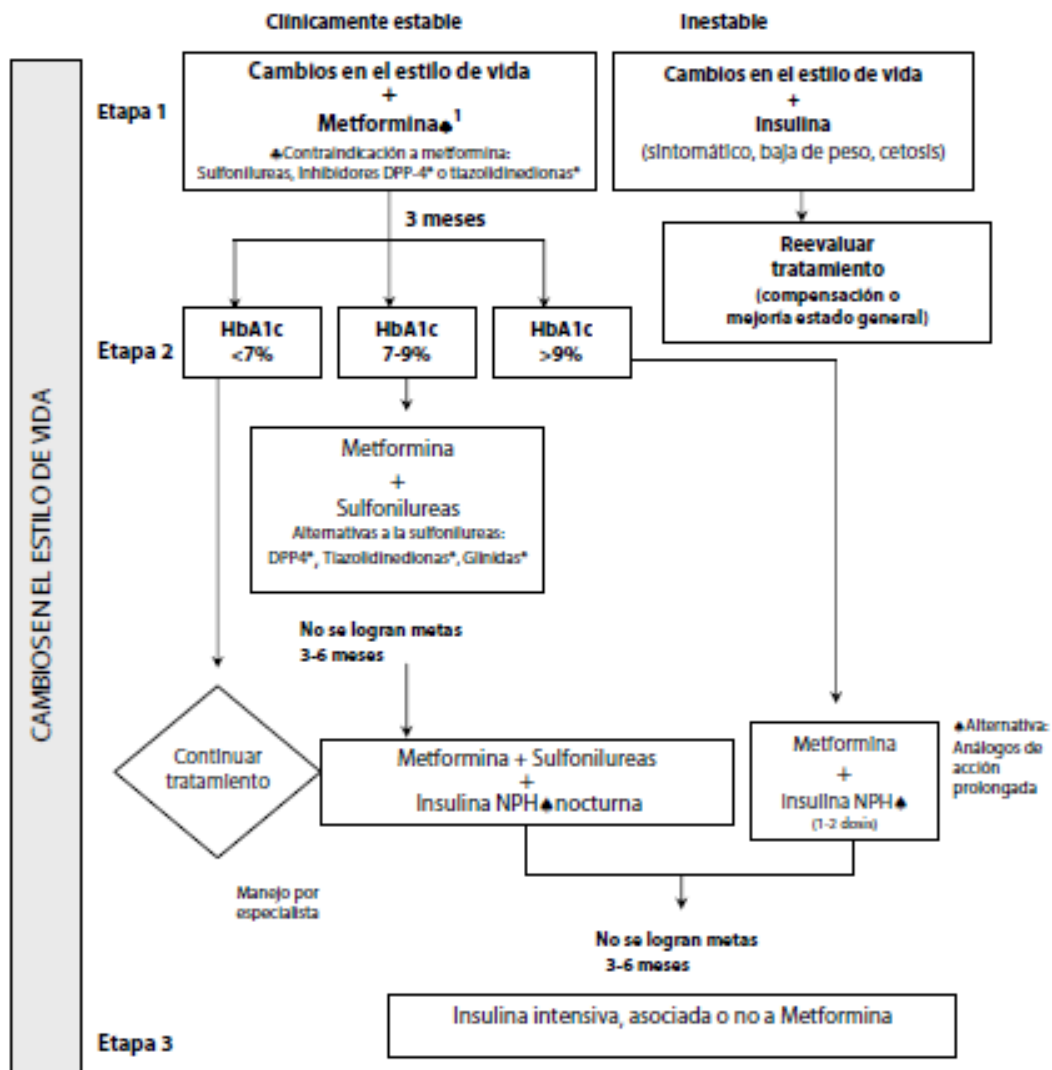 Clínicamente estable
Inestable
CAMBIOS EN EL ESTILO DE VIDA
Etapa 1
Cambios en el estilo de vida
+
Metformina♣1
♣Contraindicación a metformina:
Sulfonilureas, Inhibidores DPP-4* o tiazolidinedionas*
Cambios en el estilo de vida
+
Insulina
(sintomático, baja de peso, cetosis)
3 meses
Reevaluar
tratamiento
(compensación o
mejoría estado general)
Etapa 2
HbA1c
<7%
HbA1c
7-9%
HbA1c
>9%
Metformina
+
Sulfonilureas
Alternativas a la sulfonilureas:
DPP4*, Tiazolidinedionas*, Glinidas*
No se logran metas
3-6 meses
Continuar
tratamiento
Metformina + Sulfonilureas
+
Insulina NPH♠nocturna
Metformina
+
Insulina NPH♠
(1-2 dosis)
♠Alternativa:
Análogos de
acción
prolongada
Manejo por
especialista
No se logran metas
3-6 meses
Etapa 3
Insulina intensiva, asociada o no a Metformina